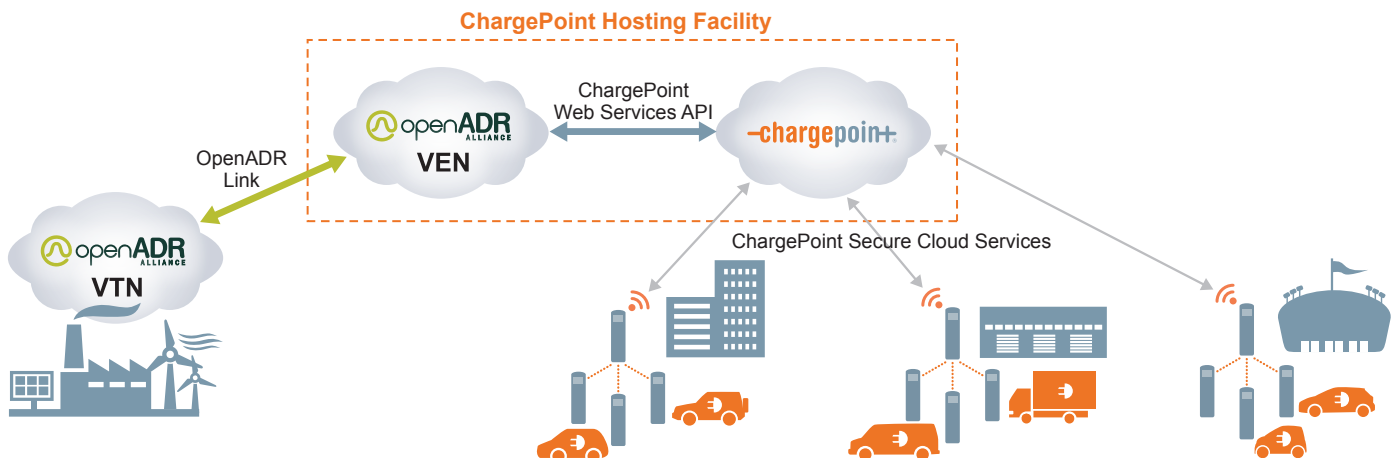 ChargePoint Hosting Facility
ChargePoint
Web Services API
openADR
ALLIANCE
VEN
chargepoin+®
OpenADR
Link
openADR
ALLIANCE
VTN
ChargePoint Secure Cloud Services